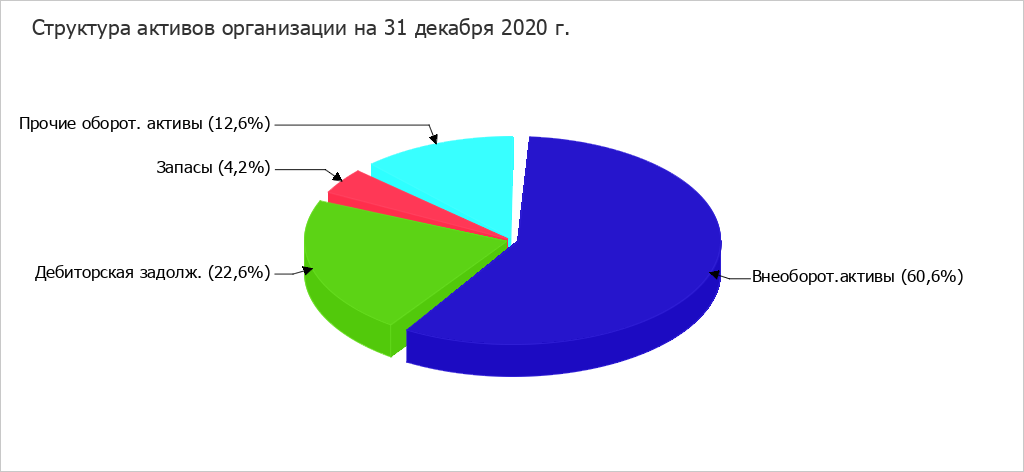 Структура активов организации на 31 декабря 2020 г.
Прочие оборот. активы (12,6%)
Запасы (4,2%)
Дебиторская задолж. (22,6%)
Внеоборот.активы (60,6%)